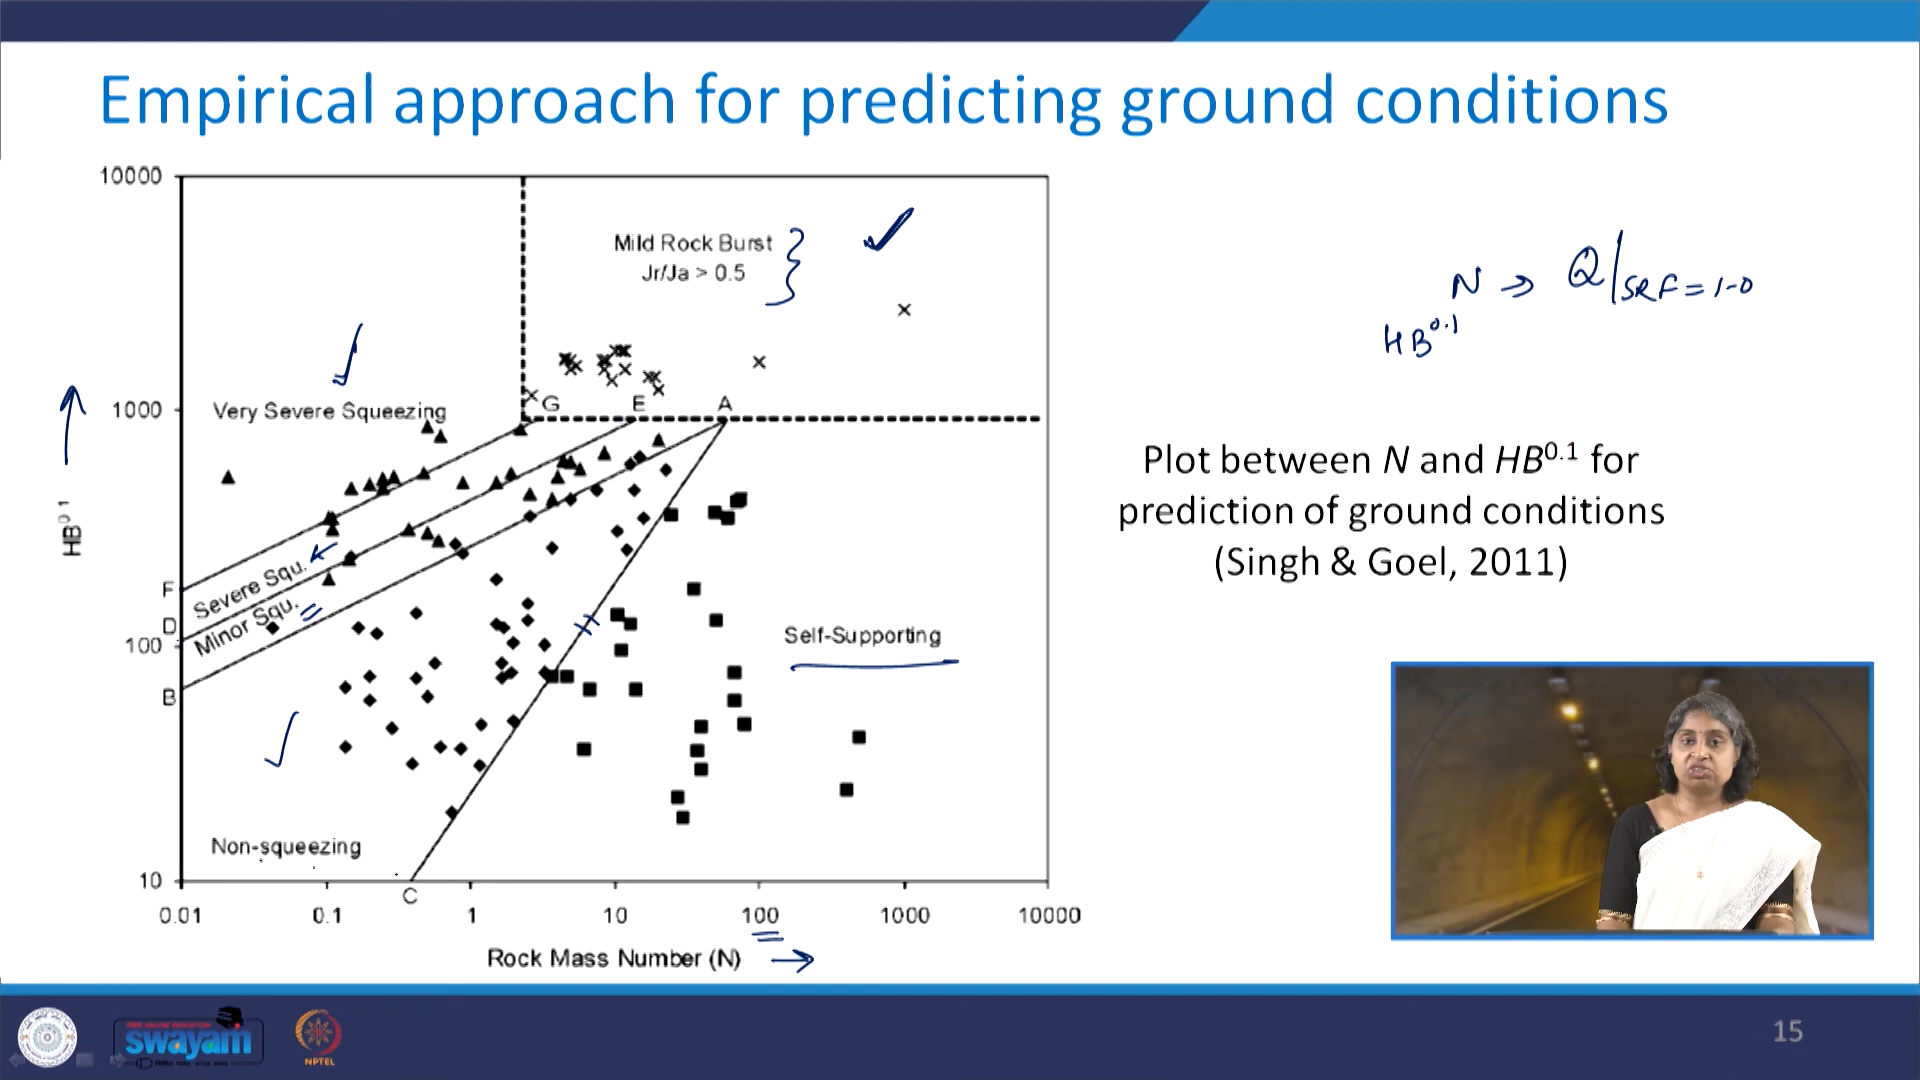 Empirical approach for predicting ground conditions
10000
Mild Rock Burst
Jr/Ja > 0.5
N → Q|SRF = 1.0
HB^0.1
Very Severe Squeezing
1000
G E A
HB^0.1
Plot between N and HB^0.1 for
prediction of ground conditions
(Singh & Goel, 2011)
F
Severe Squ.
D
Minor Squ.
100
Self-Supporting
B
Non-squeezing
10
C
0.01 0.1 1 10 100 1000 10000
Rock Mass Number (N)
swayam
NPTEL
15